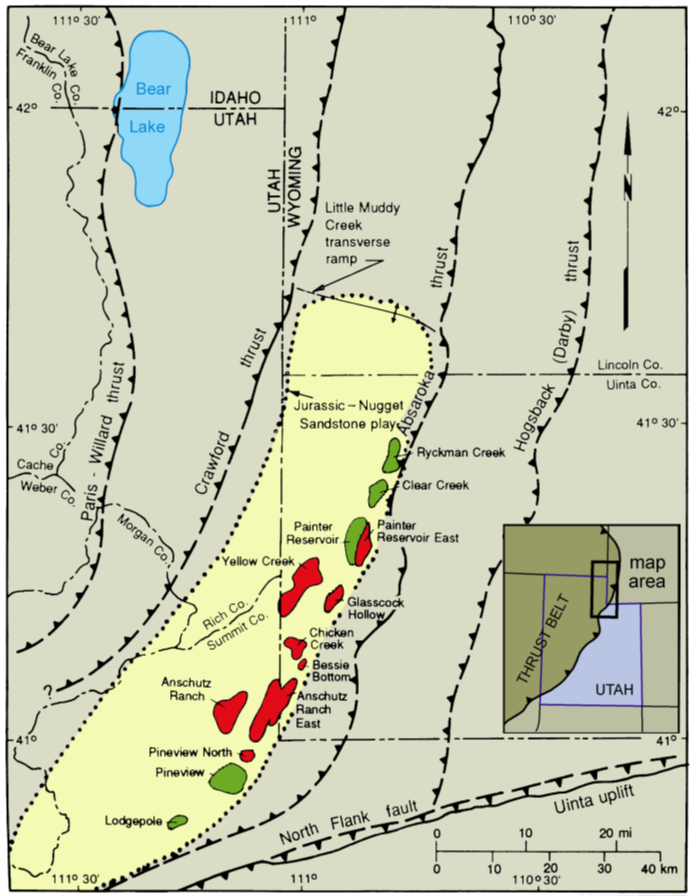 111° 30'
111°
110° 30'
Bear Lake Co.
Franklin Co.
42°
42°
Bear
Lake
IDAHO
UTAH
UTAH
WYOMING
N
Little Muddy
Creek
transverse
ramp
thrust
thrust
(Darby)
Hogsback
Absaroka
thrust
Crawford
thrust
Paris - Willard
Lincoln Co.
Uinta Co.
Jurassic – Nugget
Sandstone play
41° 30'
41° 30'
Ryckman Creek
Clear Creek
Cache Co.
Weber Co.
Morgan Co.
Painter
Reservoir
Painter
Reservoir East
Yellow Creek
Glasscock
Hollow
Rich Co.
Summit Co.
Chicken
Creek
Bessie
Bottom
Anschutz
Ranch
Anschutz
Ranch
East
?
Pineview North
Pineview
Lodgepole
41°
41°
map
area
THRUST BELT
UTAH
North Flank fault
Uinta uplift
0 10 20 mi
0 10 20 30 40 km
111° 30'
111°
110° 30'